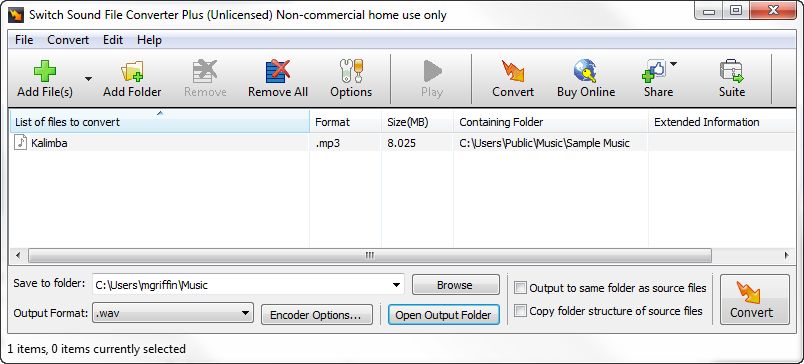 Switch Sound File Converter Plus (Unlicensed) Non-commercial home use only
File Convert Edit Help
Add File(s) Add Folder Remove Remove All Options Play Convert Buy Online Share Suite
List of files to convert Format Size(MB) Containing Folder Extended Information
Kalimba .mp3 8.025 C:\Users\Public\Music\Sample Music
Save to folder: C:\Users\mgriffin\Music Browse Output to same folder as source files
Output Format: .wav Encoder Options... Open Output Folder Copy folder structure of source files Convert
1 items, 0 items currently selected